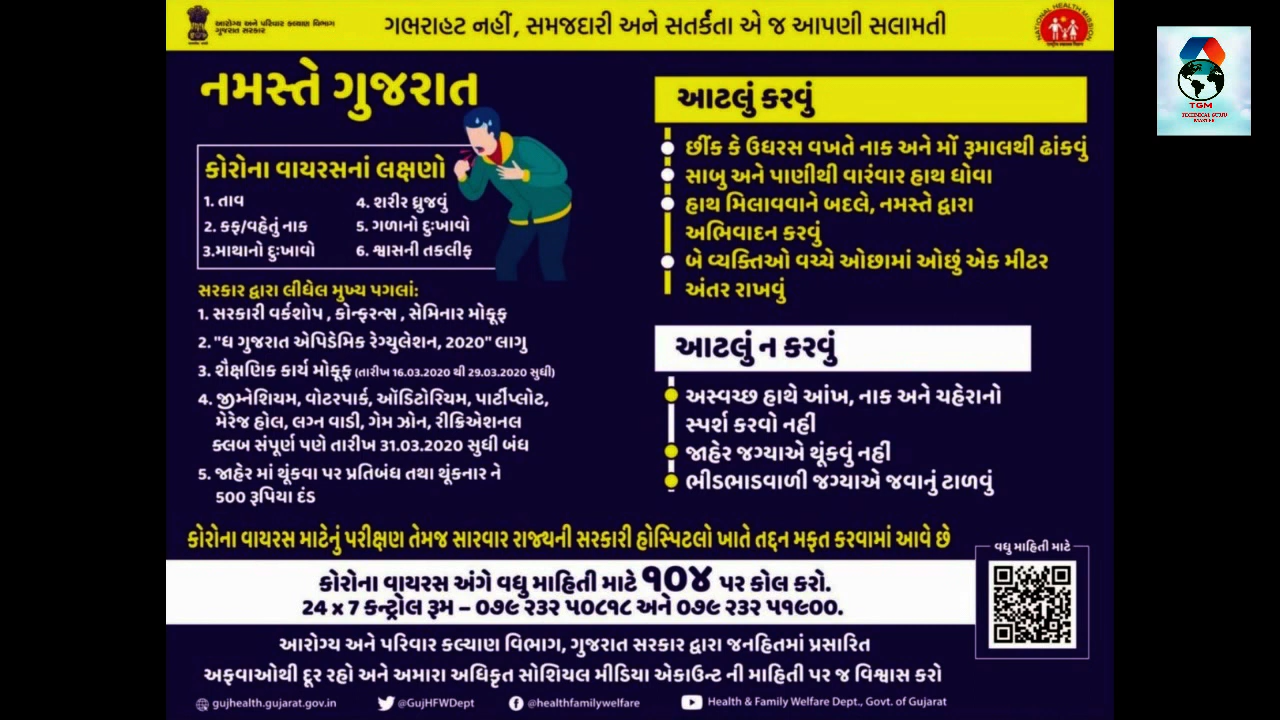 આરોગ્ય અને પરિવાર કલ્યાણ વિભાગ
ગુજરાત સરકાર
ગભરાહટ નહીં, સમજદારી અને સતર્કતા એ જ આપણી સલામતી
NATIONAL HEALTH MISSION
નમસ્તે ગુજરાત
કોરોના વાયરસનાં લક્ષણો
1. તાવ
2. કફ/વહેતું નાક
3.માથાનો દુઃખાવો
4. શરીર ધ્રુજવું
5. ગળાનો દુઃખાવો
6. શ્વાસની તકલીફ
સરકાર દ્વારા લીધેલ મુખ્ય પગલાં:
1. સરકારી વર્કશોપ , કોન્ફરન્સ , સેમિનાર મોકૂફ
2. "ધ ગુજરાત એપિડેમિક રેગ્યુલેશન, 2020" લાગુ
3. શૈક્ષણિક કાર્ય મોકૂફ (તારીખ 16.03.2020 થી 29.03.2020 સુધી)
4. જીમ્નેશિયમ, વોટરપાર્ક, ઑડિટોરિયમ, પાર્ટીપ્લોટ,
મેરેજ હોલ, લગ્ન વાડી, ગેમ ઝોન, રીક્રિએશનલ
ક્લબ સંપૂર્ણ પણે તારીખ 31.03.2020 સુધી બંધ
5. જાહેર માં થૂંકવા પર પ્રતિબંધ તથા થૂંકનાર ને
500 રૂપિયા દંડ
આટલું કરવું
છીંક કે ઉધરસ વખતે નાક અને મોં રૂમાલથી ઢાંકવું
સાબુ અને પાણીથી વારંવાર હાથ ધોવા
હાથ મિલાવવાને બદલે, નમસ્તે દ્વારા
અભિવાદન કરવું
બે વ્યક્તિઓ વચ્ચે ઓછામાં ઓછું એક મીટર
અંતર રાખવું
આટલું ન કરવું
અસ્વચ્છ હાથે આંખ, નાક અને ચહેરાનો
સ્પર્શ કરવો નહી
જાહેર જગ્યાએ થૂંકવું નહી
ભીડભાડવાળી જગ્યાએ જવાનું ટાળવું
કોરોના વાયરસ માટેનું પરીક્ષણ તેમજ સારવાર રાજ્યની સરકારી હોસ્પિટલો ખાતે તદ્દન મફત કરવામાં આવે છે
કોરોના વાયરસ અંગે વધુ માહિતી માટે ૧૦૪ પર કોલ કરો.
24 x 7 કન્ટ્રોલ રૂમ – ૦૭૯ ૨૩૨ ૫૦૮૧૮ અને ૦૭૯ ૨૩૨ ૫૧૯૦૦.
વધુ માહિતી માટે
આરોગ્ય અને પરિવાર કલ્યાણ વિભાગ, ગુજરાત સરકાર દ્વારા જનહિતમાં પ્રસારિત
અફવાઓથી દૂર રહો અને અમારા અધિકૃત સોશિયલ મીડિયા એકાઉન્ટ ની માહિતી પર જ વિશ્વાસ કરો
gujhealth.gujarat.gov.in
@GujHFWDept
@healthfamilywelfare
Health & Family Welfare Dept., Govt. of Gujarat
TGM
TECHNICAL GURU
MASTER